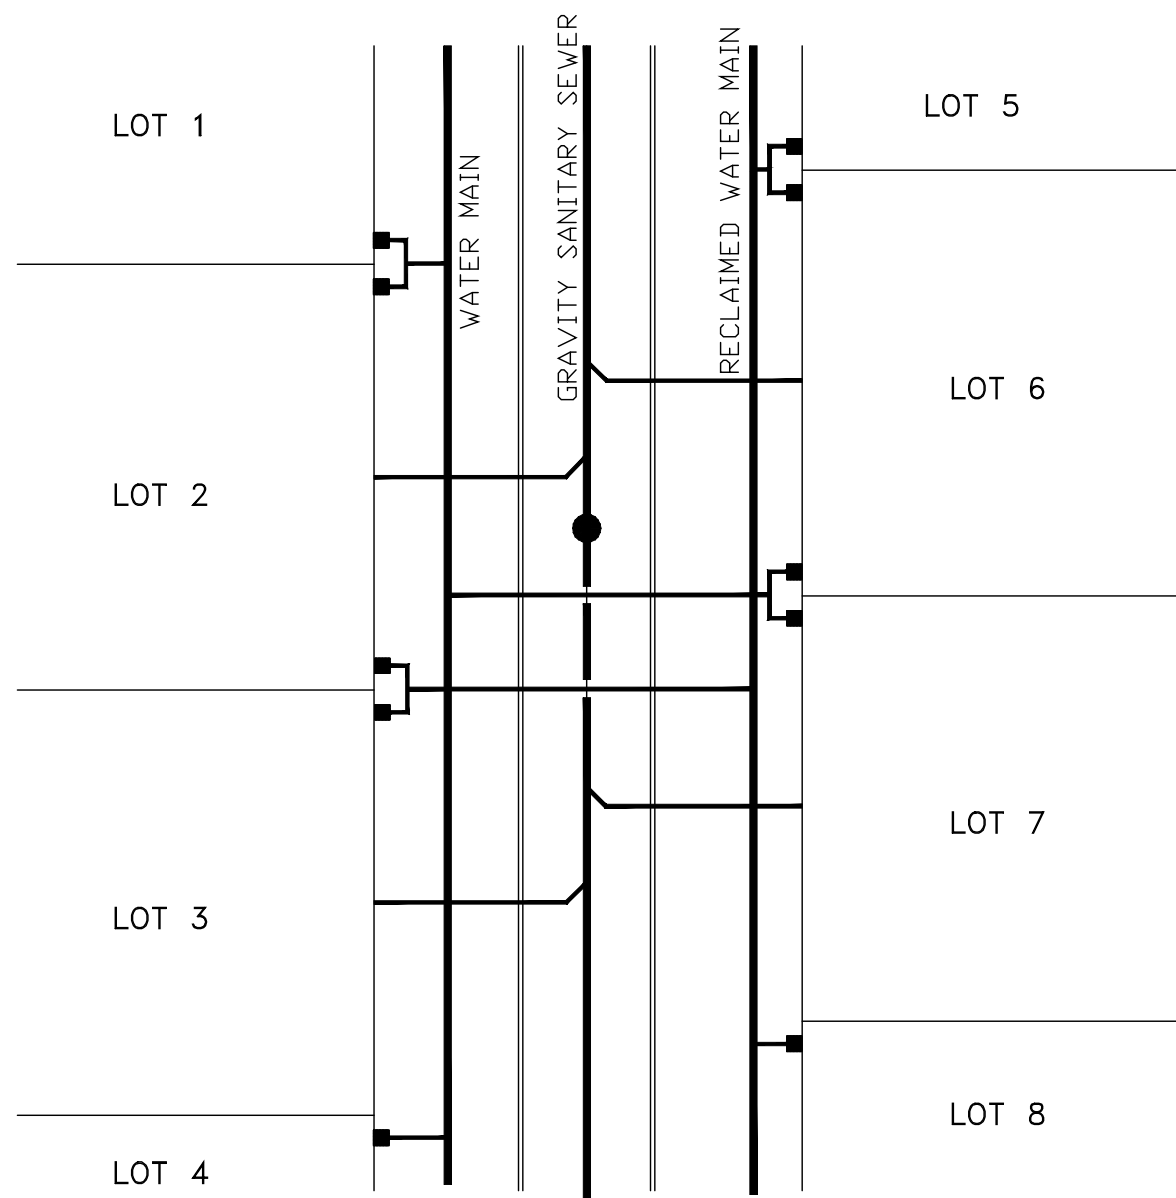 LOT 1
LOT 2
LOT 3
LOT 4
WATER MAIN
GRAVITY SANITARY SEWER
RECLAIMED WATER MAIN
LOT 5
LOT 6
LOT 7
LOT 8